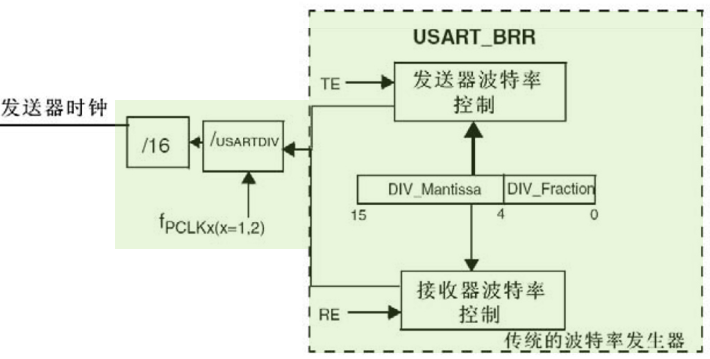 USART_BRR
TE
发送器波特率
控制
发送器时钟
/16
/USARTDIV
DIV_Mantissa
DIV_Fraction
15
4
0
fPCLKx(x=1,2)
接收器波特率
控制
RE
传统的波特率发生器